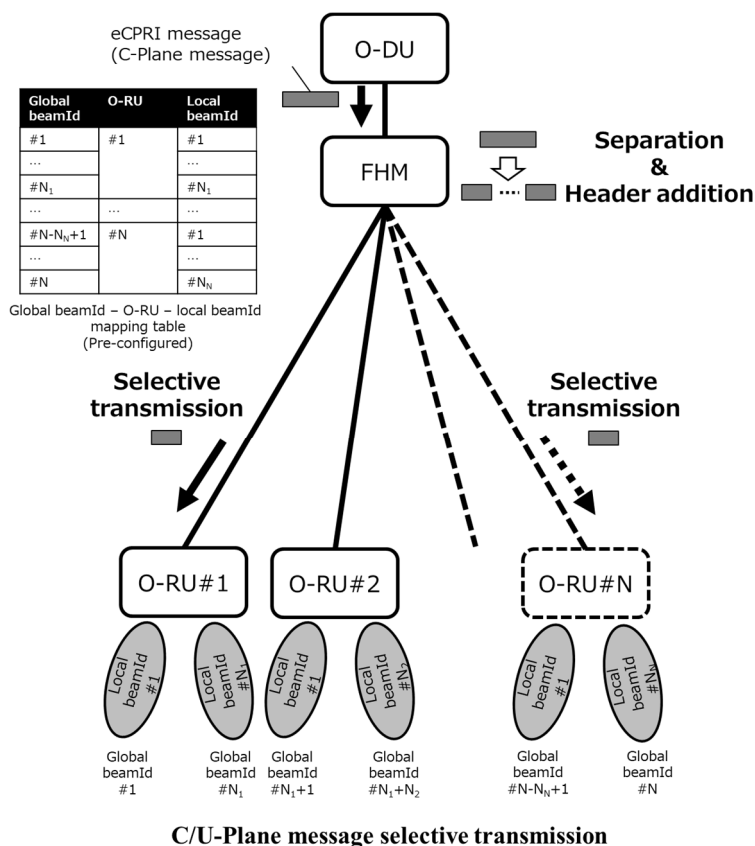 eCPRI message
(C-Plane message)
O-DU
Global beamId O-RU Local beamId
#1 #1 #1
... ...
#N₁ #N₁
... ... ...
#N-Nₙ+1 #N #1
... ...
#N #Nₙ
Global beamId – O-RU – local beamId
mapping table
(Pre-configured)
FHM
Separation
&
Header addition
Selective
transmission
Selective
transmission
O-RU#1
O-RU#2
O-RU#N
Local
beamId
#1
Local
beamId
#N₁
Local
beamId
#1
Local
beamId
#N₂
Local
beamId
#1
Local
beamId
#Nₙ
Global
beamId
#1
Global
beamId
#N₁
Global
beamId
#N₁+1
Global
beamId
#N₁+N₂
Global
beamId
#N-Nₙ+1
Global
beamId
#N
C/U-Plane message selective transmission